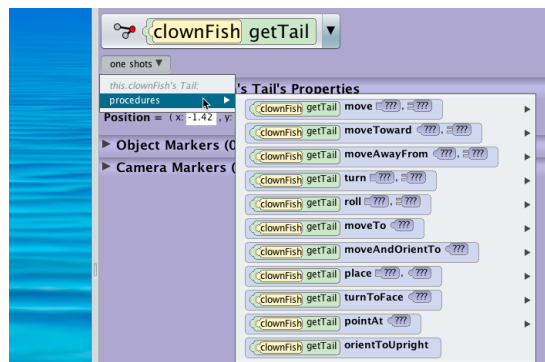 clownFish getTail
one shots
this.clownFish's Tail:
procedures
's Tail's Properties
Position = ( x: -1.42 , y:
Object Markers (0
Camera Markers (
clownFish getTail move ???, ???
clownFish getTail moveToward ???, ???
clownFish getTail moveAwayFrom ???, ???
clownFish getTail turn ???, ???
clownFish getTail roll ???, ???
clownFish getTail moveTo ???
clownFish getTail moveAndOrientTo ???
clownFish getTail place ???, ???
clownFish getTail turnToFace ???
clownFish getTail pointAt ???
clownFish getTail orientToUpright